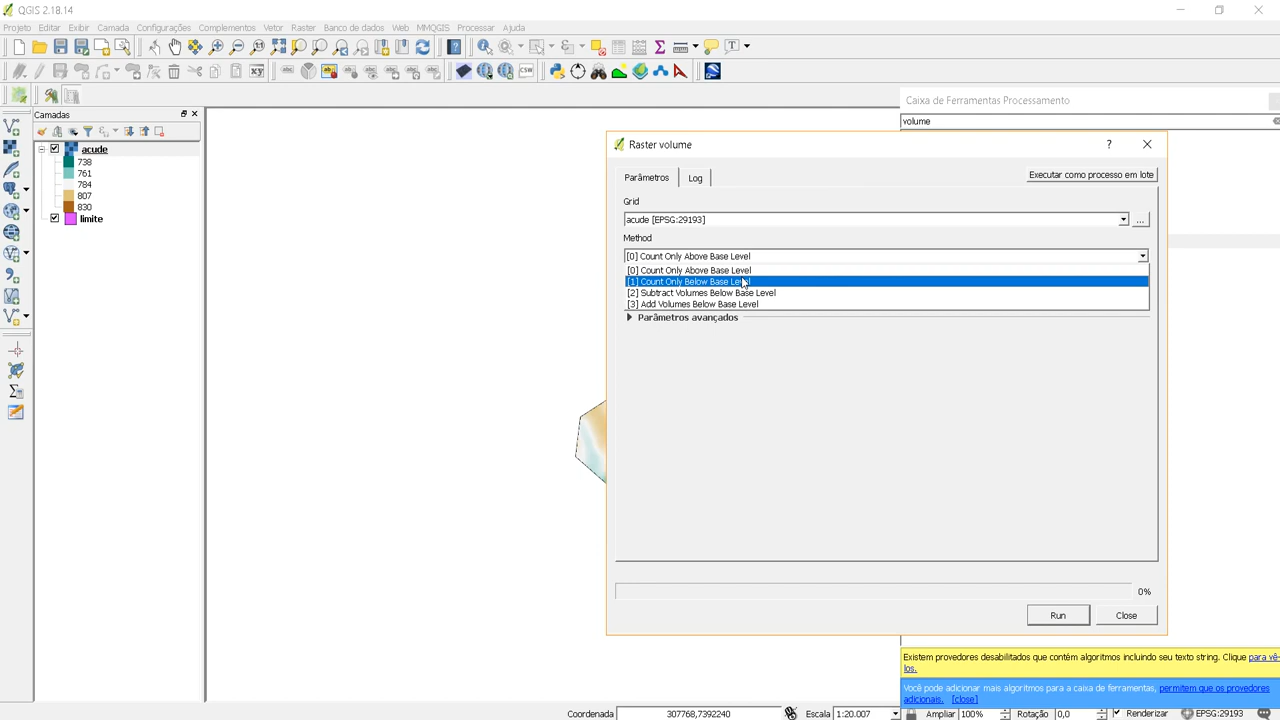 QGIS 2.18.14
Projeto Editar Exibir Camada Configurações Complementos Vetor Raster Banco de dados Web MMQGIS Processar Ajuda
CSW
Camadas
acude
738
761
784
807
830
limite
Caixa de Ferramentas Processamento
volume
Raster volume
Parâmetros Log Executar como processo em lote
Grid
acude [EPSG:29193]
...
Method
[0] Count Only Above Base Level
[0] Count Only Above Base Level
[1] Count Only Below Base Level
[2] Subtract Volumes Below Base Level
[3] Add Volumes Below Base Level
Parâmetros avançados
0%
Run Close
Existem provedores desabilitados que contêm algoritmos incluindo seu texto string. Clique para vê-
los.
Você pode adicionar mais algoritmos para a caixa de ferramentas, permitem que os provedores
adicionais. [close]
Coordenada 307768,7392240 Escala 1:20.007 Ampliar 100% Rotação 0,0 Renderizar EPSG:29193